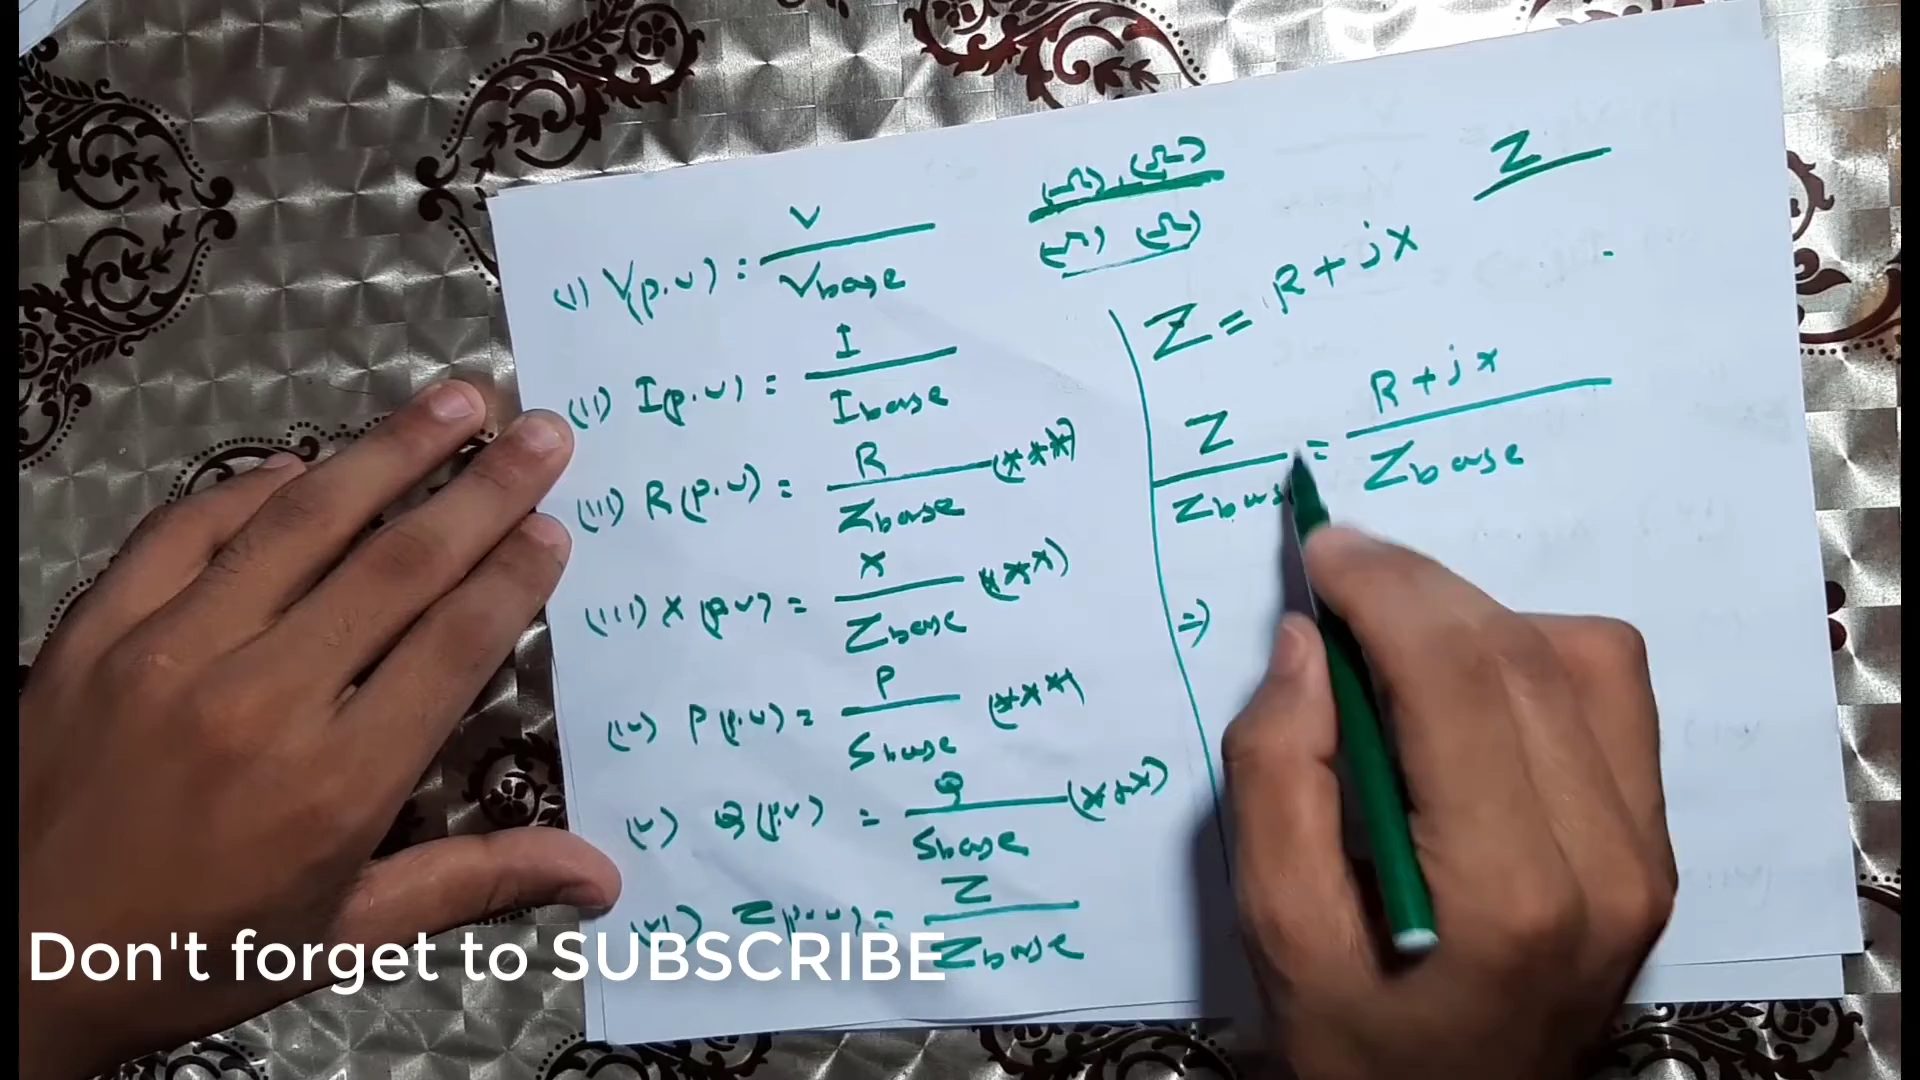 (i) V(p.u) = V / Vbase
(ii) I(p.u) = I / Ibase
(iii) R(p.u) = R / Zbase (***)
(iii) X(p.u) = X / Zbase (***)
(iv) P(p.u) = P / Sbase (***)
(v) Q(p.u) = Q / Sbase (***)
(vi) Z(p.u) = Z / Zbase
(Ω), (Ω) / (Ω) (Ω)
Z
Z = R + jX
Z / Zbase = R + jx / Zbase
⇒
Don't forget to SUBSCRIBE